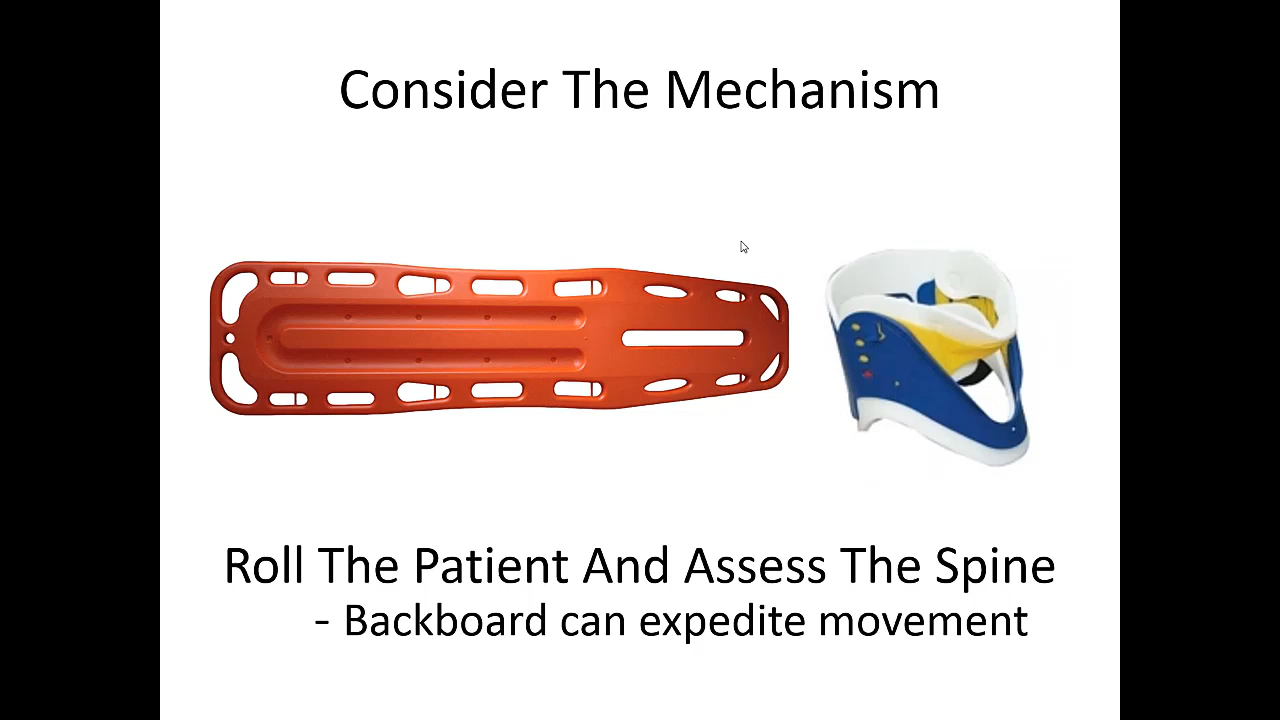 Consider The Mechanism
Roll The Patient And Assess The Spine
- Backboard can expedite movement